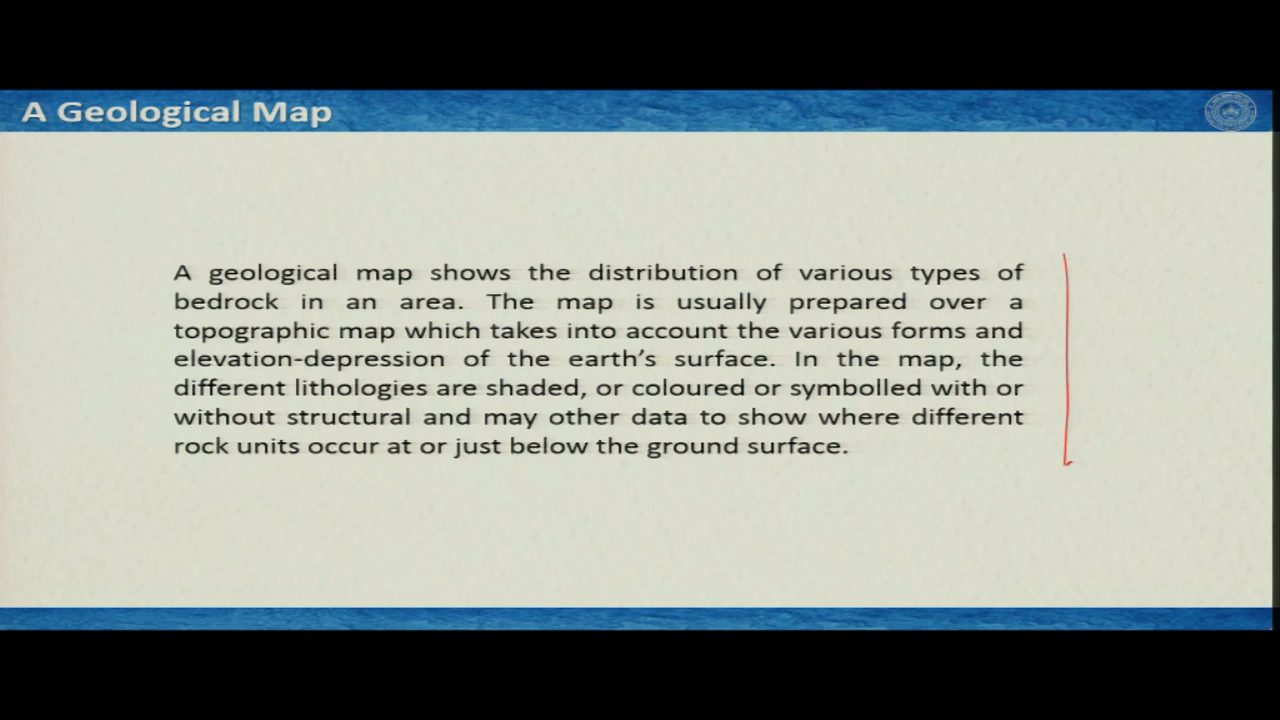 A Geological Map
A geological map shows the distribution of various types of
bedrock in an area. The map is usually prepared over a
topographic map which takes into account the various forms and
elevation-depression of the earth's surface. In the map, the
different lithologies are shaded, or coloured or symbolled with or
without structural and may other data to show where different
rock units occur at or just below the ground surface.